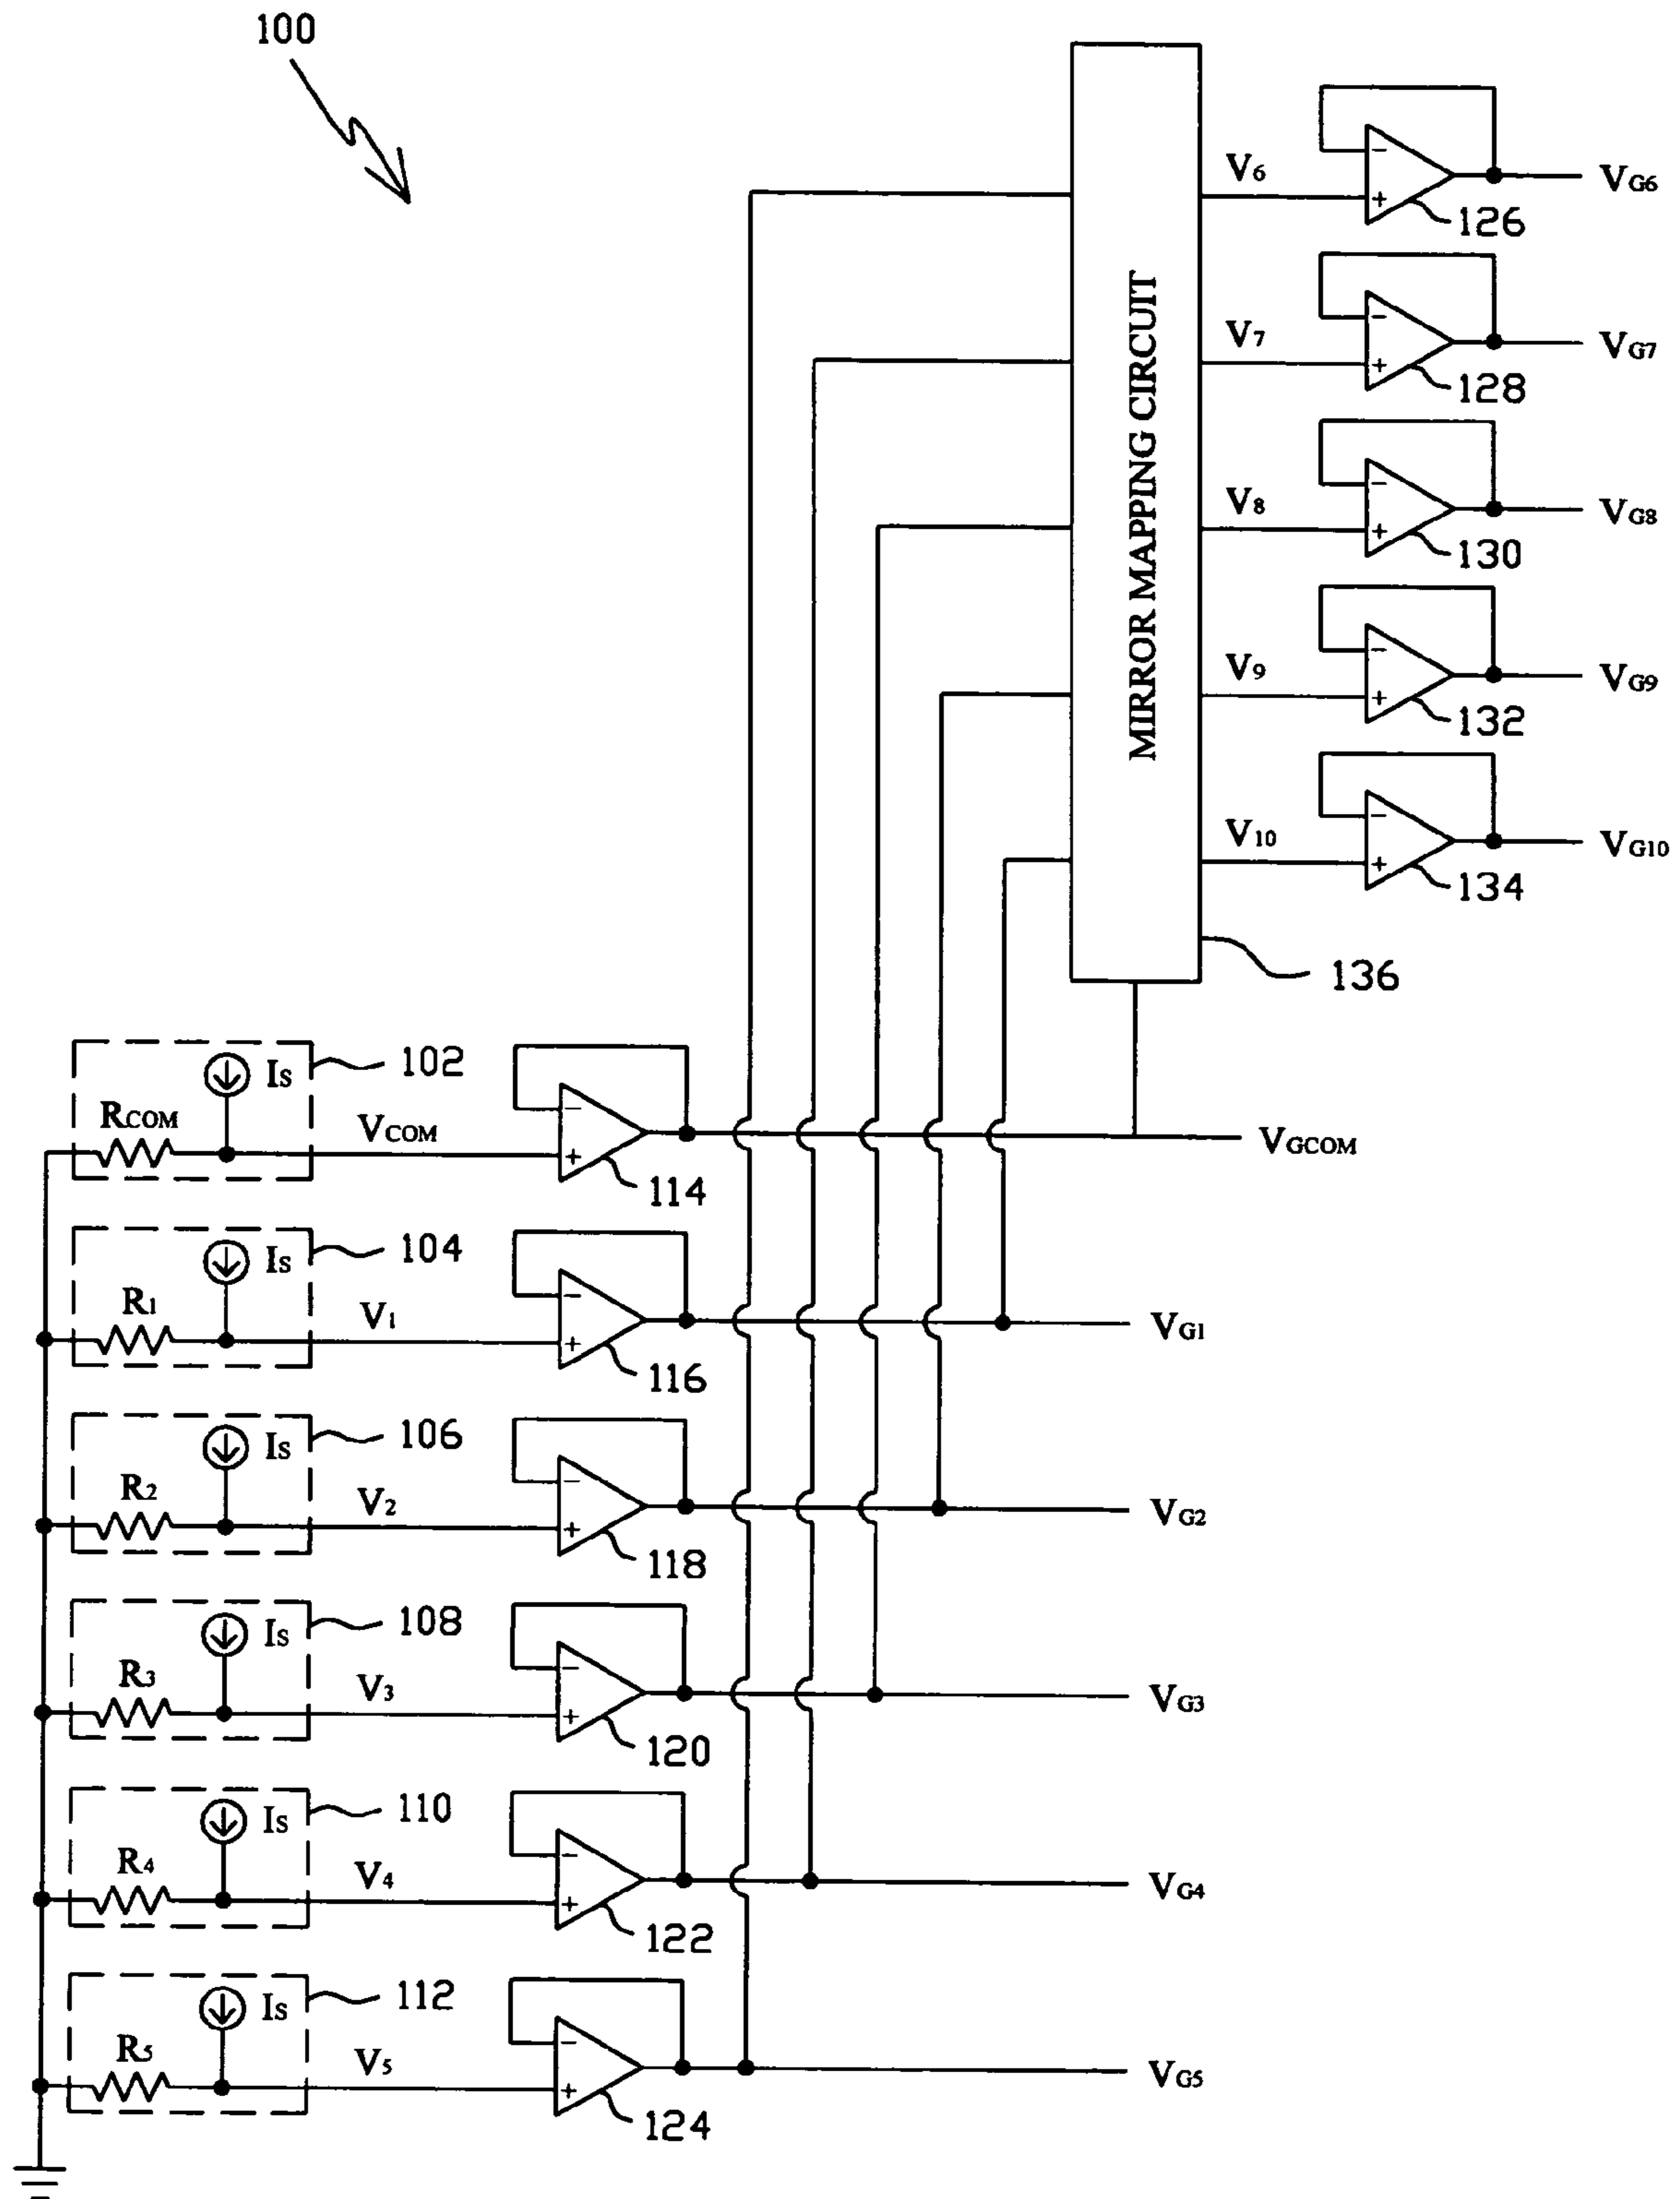 100
MIRROR MAPPING CIRCUIT
V6
−
+
126
VG6
V7
−
+
128
VG7
V8
−
+
130
VG8
V9
−
+
132
VG9
V10
−
+
134
VG10
136
102
Is
RCOM
VCOM
−
+
114
VGCOM
104
Is
R1
V1
−
+
116
VG1
106
Is
R2
V2
−
+
118
VG2
108
Is
R3
V3
−
+
120
VG3
110
Is
R4
V4
−
+
122
VG4
112
Is
R5
V5
−
+
124
VG5